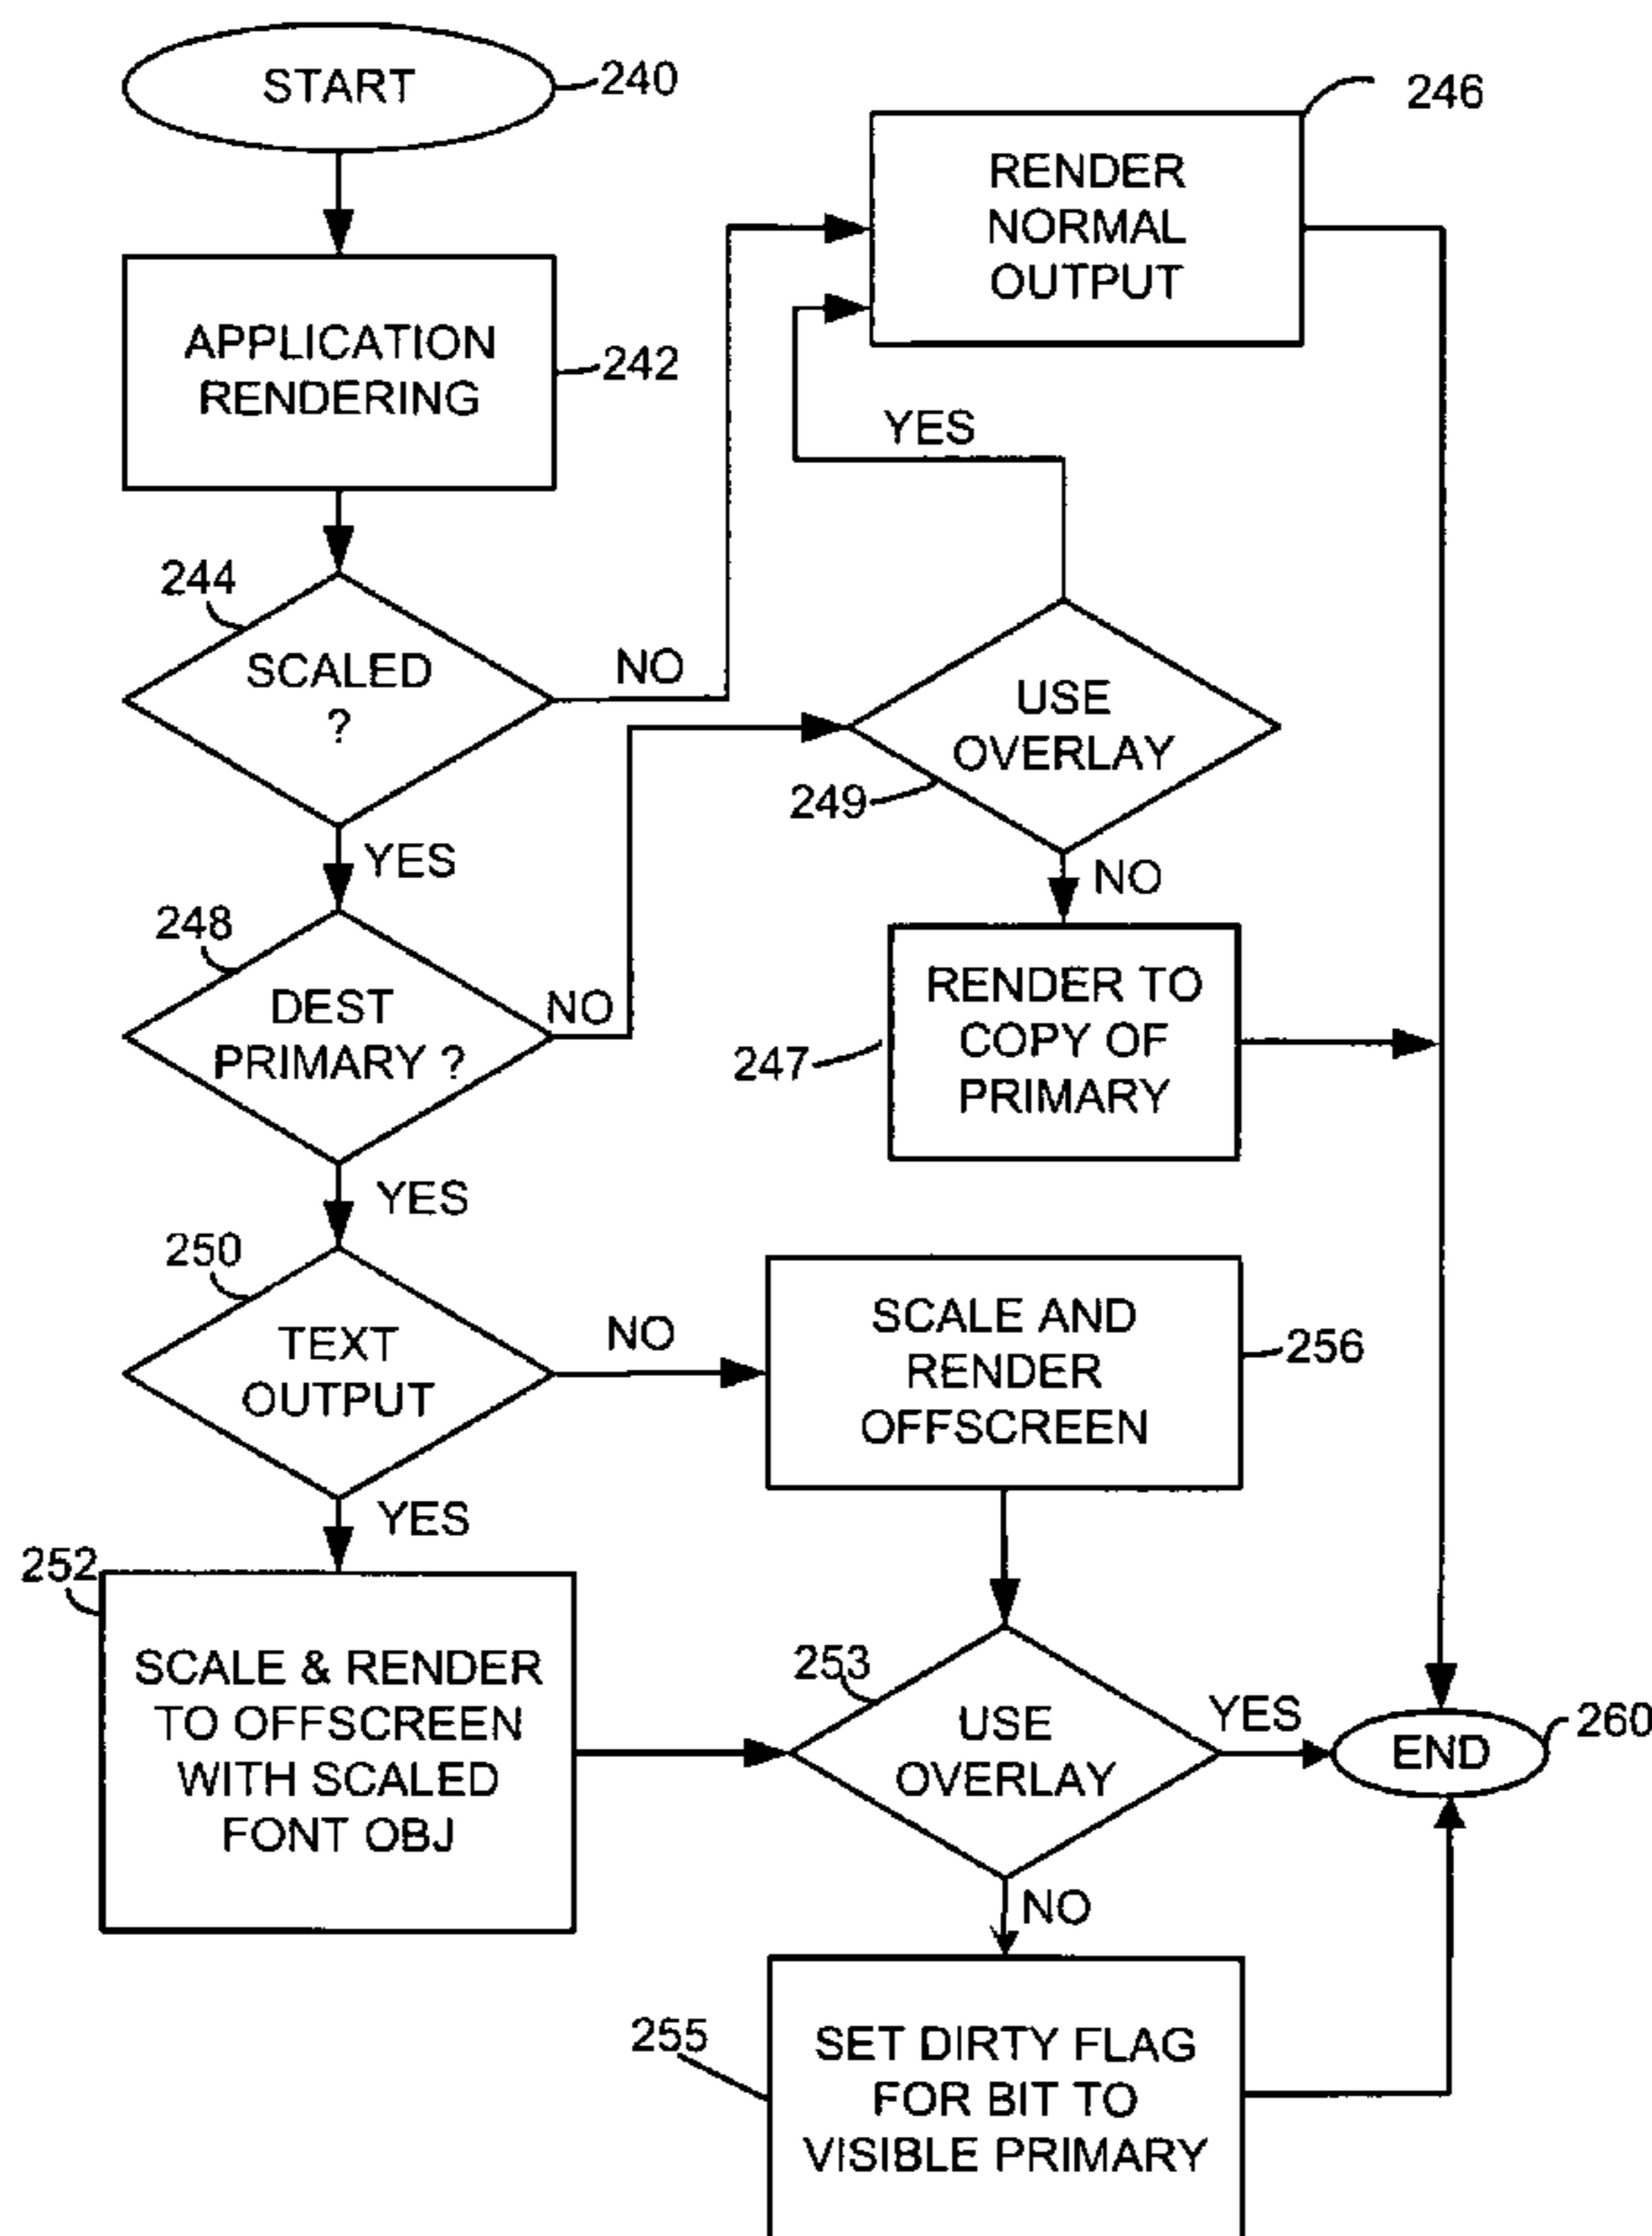 START
240
246
RENDER
NORMAL
OUTPUT
APPLICATION
RENDERING
242
YES
244
SCALED
?
NO
USE
OVERLAY
249
YES
NO
248
DEST
PRIMARY ?
NO
RENDER TO
COPY OF
PRIMARY
247
YES
250
TEXT
OUTPUT
NO
SCALE AND
RENDER
OFFSCREEN
256
YES
252
SCALE & RENDER
TO OFFSCREEN
WITH SCALED
FONT OBJ
253
USE
OVERLAY
YES
END
260
NO
255
SET DIRTY FLAG
FOR BIT TO
VISIBLE PRIMARY